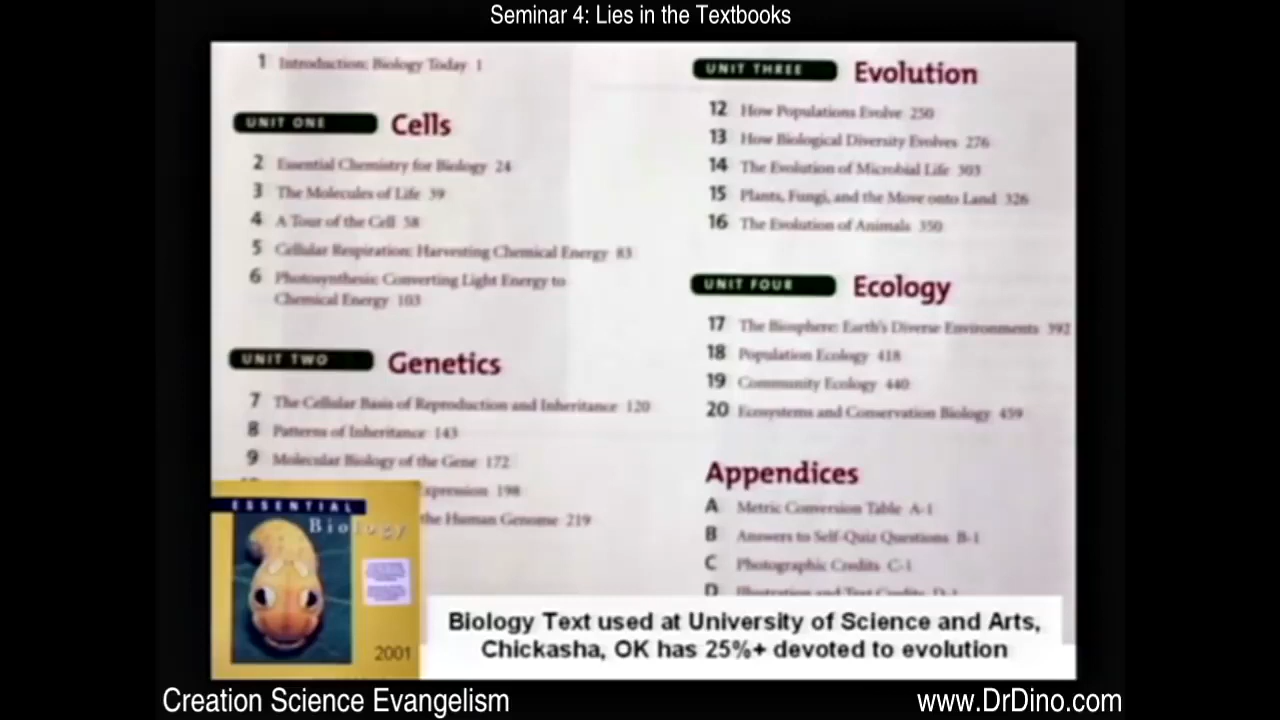 Seminar 4: Lies in the Textbooks
1 Introduction: Biology Today 1
UNIT ONE Cells
2 Essential Chemistry for Biology 24
3 The Molecules of Life 39
4 A Tour of the Cell 58
5 Cellular Respiration: Harvesting Chemical Energy 83
6 Photosynthesis: Converting Light Energy to
Chemical Energy 103
UNIT TWO Genetics
7 The Cellular Basis of Reproduction and Inheritance 120
8 Patterns of Inheritance 143
9 Molecular Biology of the Gene 172
Expression 198
the Human Genome 219
UNIT THREE Evolution
12 How Populations Evolve 250
13 How Biological Diversity Evolves 276
14 The Evolution of Microbial Life 303
15 Plants, Fungi, and the Move onto Land 326
16 The Evolution of Animals 350
UNIT FOUR Ecology
17 The Biosphere: Earth's Diverse Environments 392
18 Population Ecology 418
19 Community Ecology 440
20 Ecosystems and Conservation Biology 459
Appendices
A Metric Conversion Table A-1
B Answers to Self-Quiz Questions B-1
C Photographic Credits C-1
D Illustration and Text Credits D-1
ESSENTIAL
Biology
2001
Biology Text used at University of Science and Arts,
Chickasha, OK has 25%+ devoted to evolution
Creation Science Evangelism
www.DrDino.com